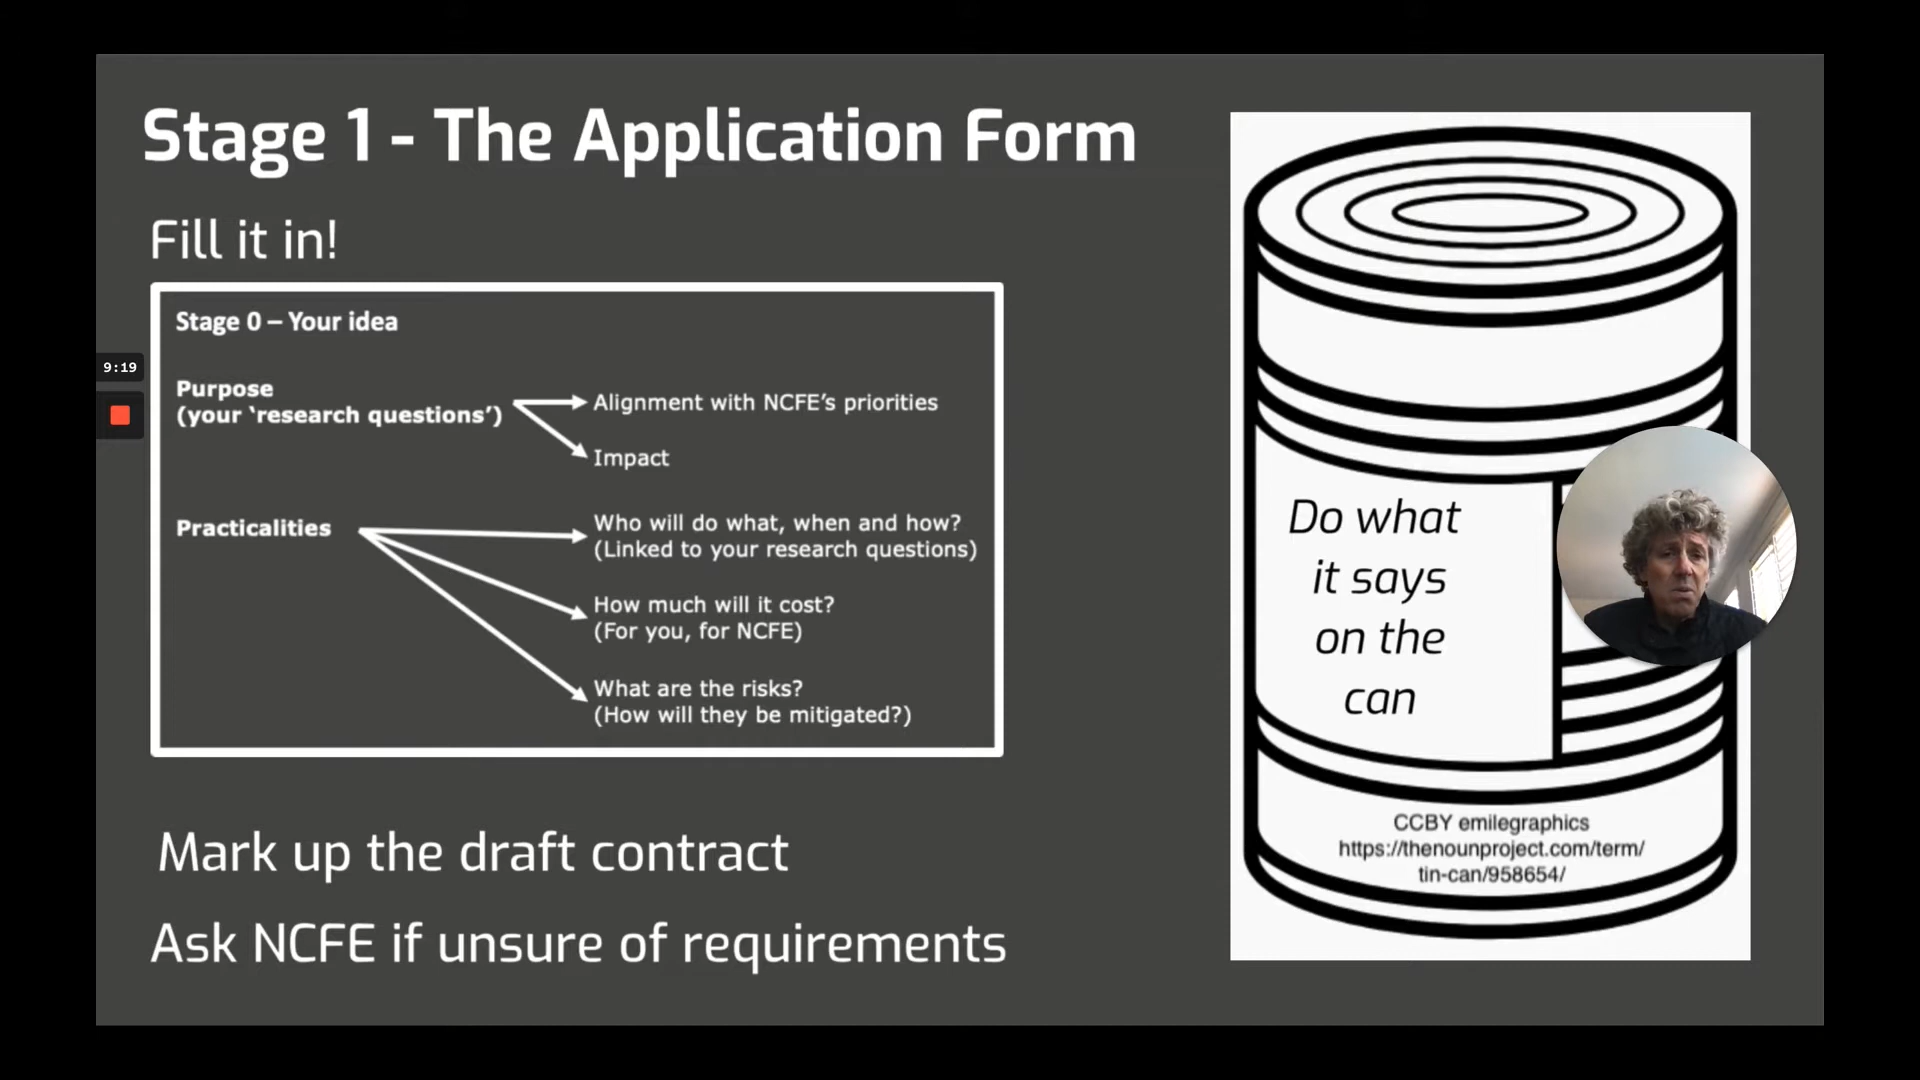 Stage 1 - The Application Form
Fill it in!
Stage 0 – Your idea
Purpose
(your ‘research questions’)
Alignment with NCFE’s priorities
Impact
Practicalities
Who will do what, when and how?
(Linked to your research questions)
How much will it cost?
(For you, for NCFE)
What are the risks?
(How will they be mitigated?)
Mark up the draft contract
Ask NCFE if unsure of requirements
9:19
Do what
it says
on the
can
CCBY emilegraphics
https://thenounproject.com/term/
tin-can/958654/